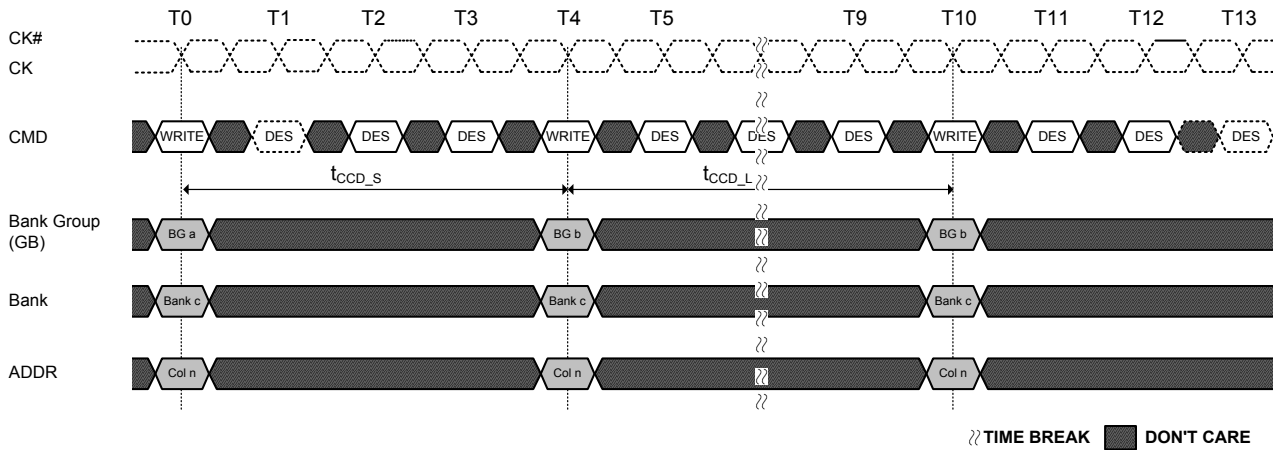 T0 T1 T2 T3 T4 T5 T9 T10 T11 T12 T13
CK#
CK
CMD WRITE DES DES DES WRITE DES DES DES WRITE DES DES DES
tCCD_S tCCD_L
Bank Group
(GB) BG a BG b BG b
Bank Bank c Bank c Bank c
ADDR Col n Col n Col n
TIME BREAK DON'T CARE